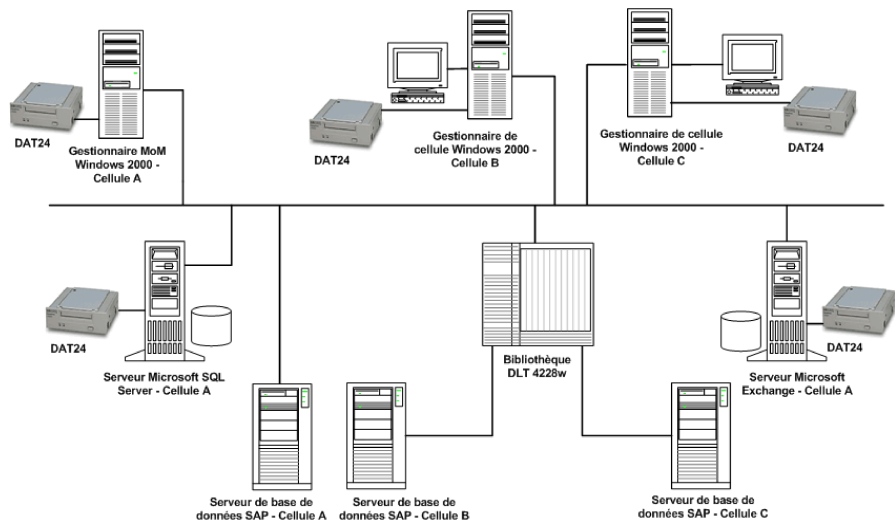 DAT24
Gestionnaire MoM
Windows 2000 -
Cellule A
DAT24
Gestionnaire de
cellule Windows 2000 -
Cellule B
Gestionnaire de cellule
Windows 2000 -
Cellule C
DAT24
DAT24
Serveur Microsoft SQL
Server - Cellule A
Bibliothèque
DLT 4228w
DAT24
Serveur Microsoft
Exchange - Cellule A
Serveur de base de
données SAP - Cellule A
Serveur de base de
données SAP - Cellule B
Serveur de base de
données SAP - Cellule C